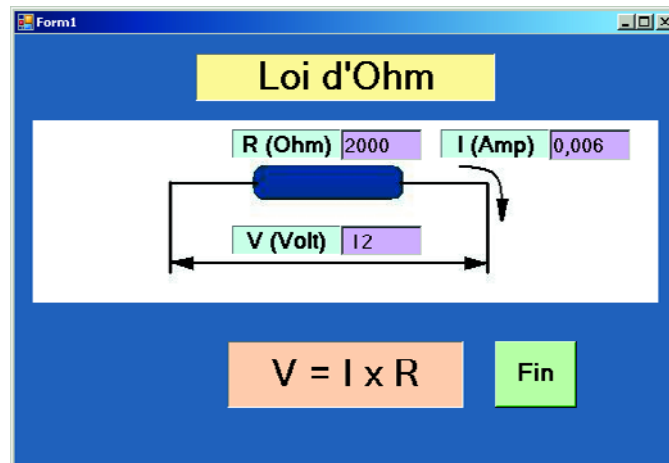 Form1
Loi d'Ohm
R (Ohm) 2000 I (Amp) 0,006
V (Volt) 12
V = I x R
Fin